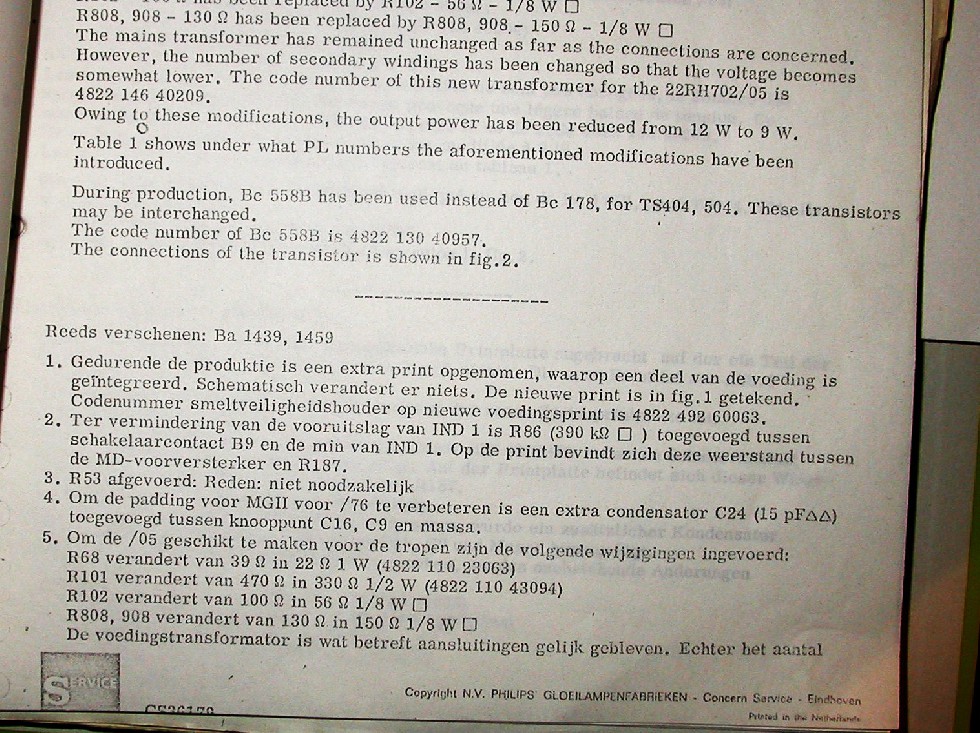 has been replaced by R102 - 56 Ω - 1/8 W □
R808, 908 - 130 Ω has been replaced by R808, 908 - 150 Ω - 1/8 W □
The mains transformer has remained unchanged as far as the connections are concerned.
However, the number of secondary windings has been changed so that the voltage becomes
somewhat lower. The code number of this new transformer for the 22RH702/05 is
4822 146 40209.
Owing to these modifications, the output power has been reduced from 12 W to 9 W.
Table 1 shows under what PL numbers the aforementioned modifications have been
introduced.
During production, Bc 558B has been used instead of Bc 178, for TS404, 504. These transistors
may be interchanged.
The code number of Bc 558B is 4822 130 40957.
The connections of the transistor is shown in fig.2.
--------------------
Reeds verschenen: Ba 1439, 1459
1. Gedurende de produktie is een extra print opgenomen, waarop een deel van de voeding is
geïntegreerd. Schematisch verandert er niets. De nieuwe print is in fig.1 getekend.
Codenummer smeltveiligheidshouder op nieuwe voedingsprint is 4822 492 60063.
2. Ter vermindering van de vooruitslag van IND 1 is R86 (390 kΩ □ ) toegevoegd tussen
schakelaarcontact B9 en de min van IND 1. Op de print bevindt zich deze weerstand tussen
de MD-voorversterker en R187.
3. R53 afgevoerd: Reden: niet noodzakelijk
4. Om de padding voor MGII voor /76 te verbeteren is een extra condensator C24 (15 pF△△)
toegevoegd tussen knooppunt C16, C9 en massa.
5. Om de /05 geschikt te maken voor de tropen zijn de volgende wijzigingen ingevoerd:
R68 verandert van 39 Ω in 22 Ω 1 W (4822 110 23063)
R101 verandert van 470 Ω in 330 Ω 1/2 W (4822 110 43094)
R102 verandert van 100 Ω in 56 Ω 1/8 W □
R808, 908 verandert van 130 Ω in 150 Ω 1/8 W □
De voedingstransformator is wat betreft aansluitingen gelijk gebleven. Echter het aantal
SERVICE
Copyright N.V. PHILIPS' GLOEILAMPENFABRIEKEN - Concern Service - Eindhoven
Printed in the Netherlands